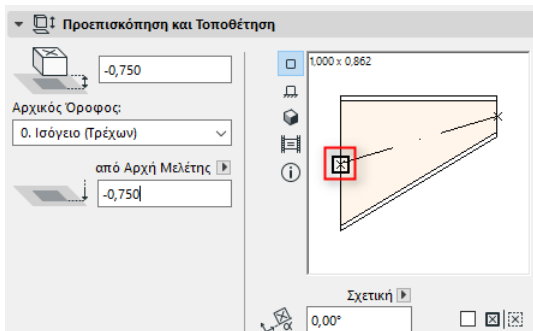 Προεπισκόπηση και Τοποθέτηση
-0,750
1,000 x 0,862
Αρχικός Όροφος:
0. Ισόγειο (Τρέχων)
από Αρχή Μελέτης
-0,750
Σχετική
α
0,00°